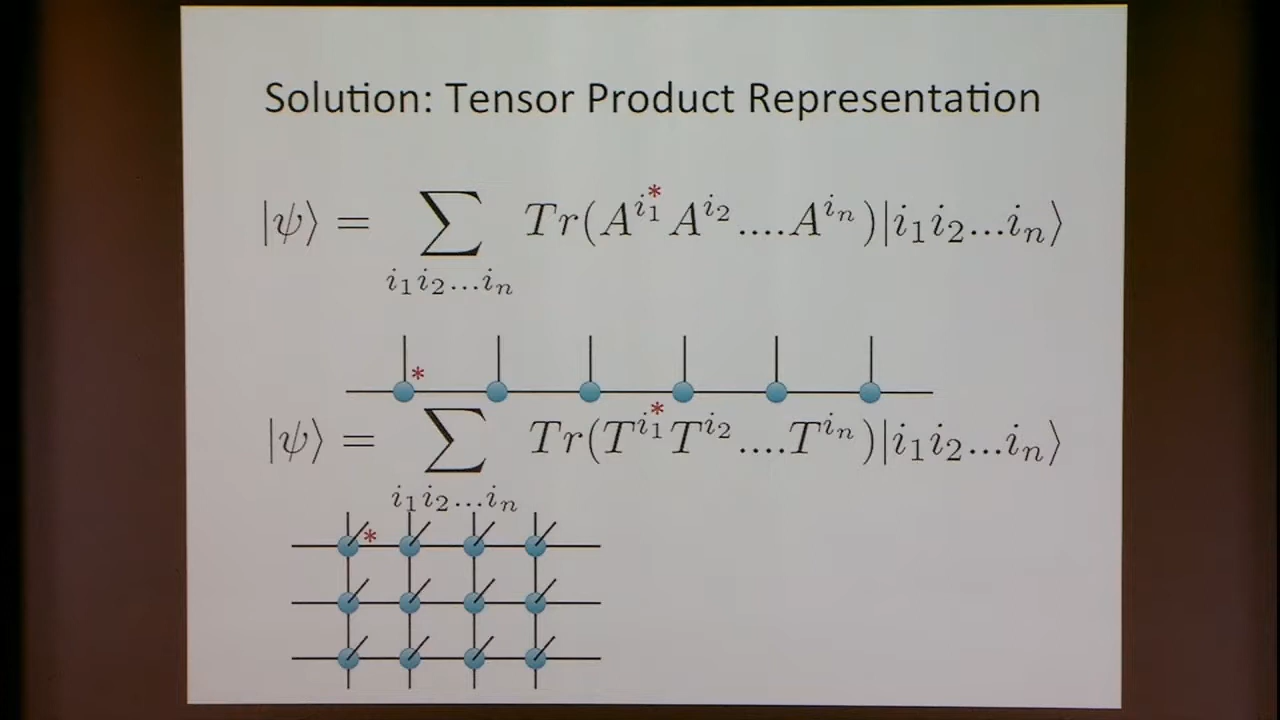 Solution: Tensor Product Representation
|ψ⟩ = ∑_{i_1 i_2...i_n} Tr(A^{i_1^*} A^{i_2}....A^{i_n})|i_1 i_2...i_n⟩
*
|ψ⟩ = ∑_{i_1 i_2...i_n} Tr(T^{i_1^*} T^{i_2}....T^{i_n})|i_1 i_2...i_n⟩
*